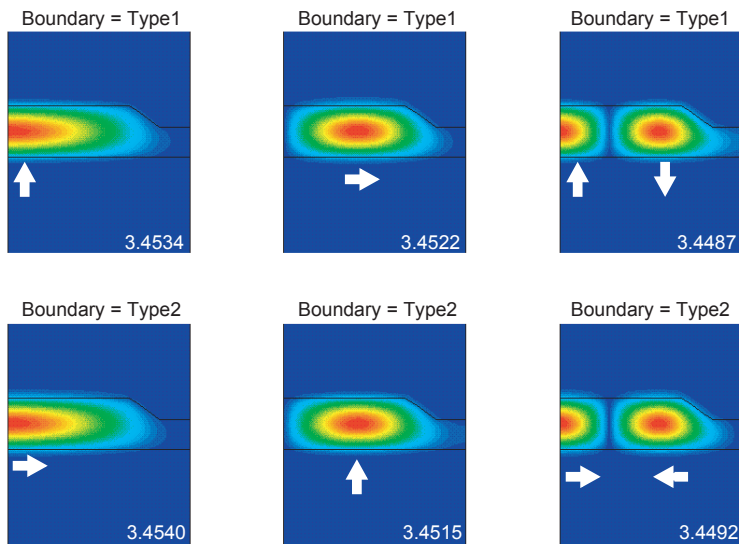 Boundary = Type1
Boundary = Type1
Boundary = Type1
3.4534
3.4522
3.4487
Boundary = Type2
Boundary = Type2
Boundary = Type2
3.4540
3.4515
3.4492